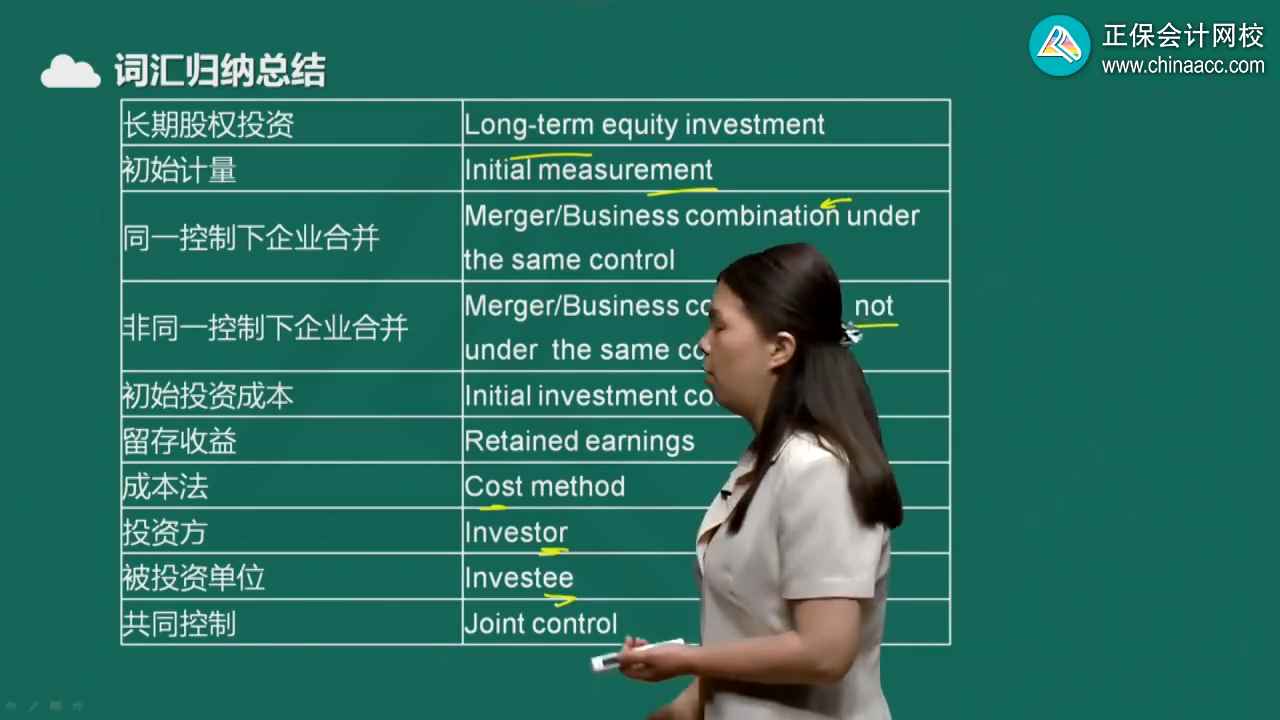 正保会计网校
www.chinaacc.com
词汇归纳总结
长期股权投资 Long-term equity investment
初始计量 Initial measurement
同一控制下企业合并 Merger/Business combination under
the same control
非同一控制下企业合并 Merger/Business not
under the same
初始投资成本 Initial investment
留存收益 Retained earnings
成本法 Cost method
投资方 Investor
被投资单位 Investee
共同控制 Joint control